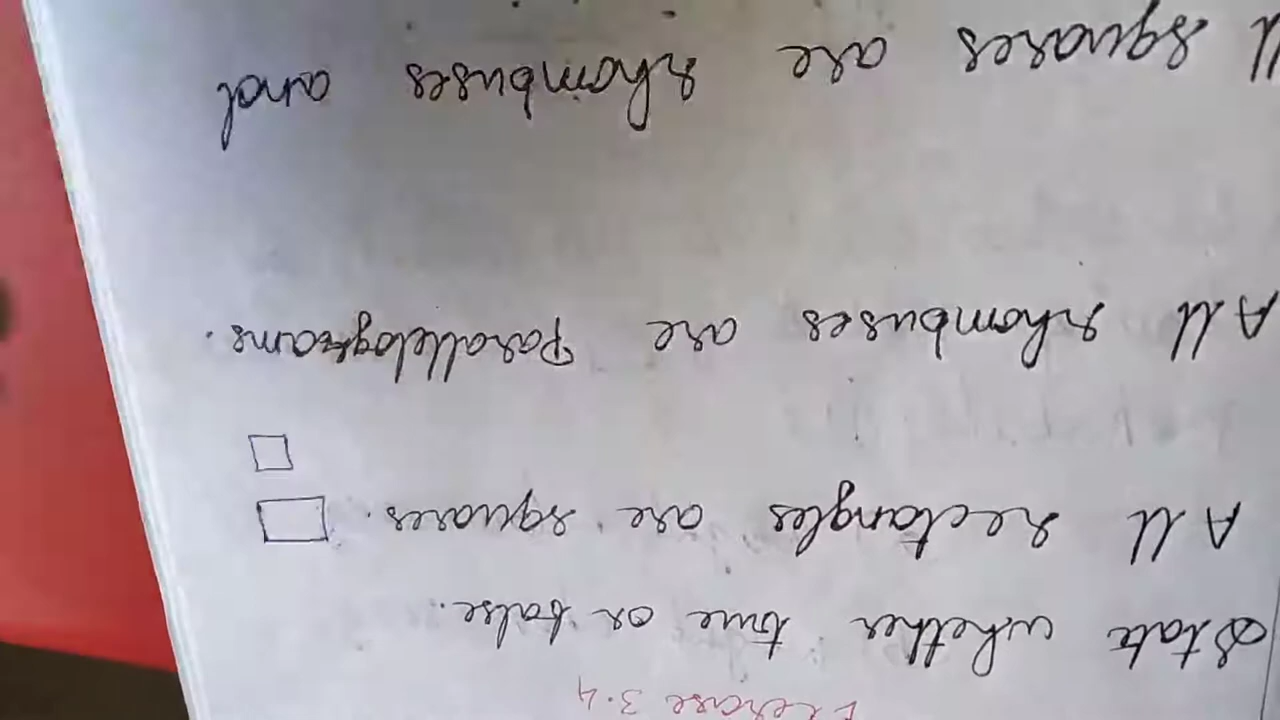 Exercise 3.4
State whether true or false.
All rectangles are squares.
All rhombuses are parallelograms.
squares are rhombuses and